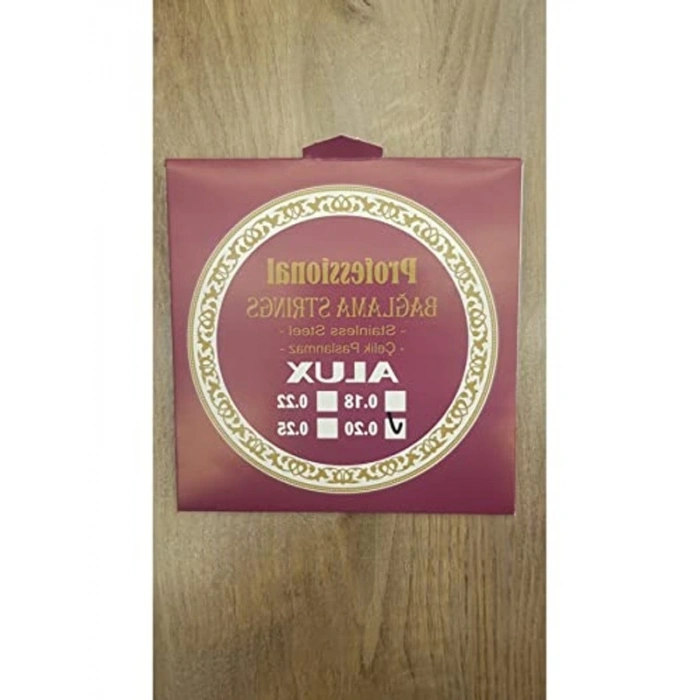 Professional
BAĞLAMA STRINGS
- Stainless Steel -
- Çelik Paslanmaz -
ALUX
0.18 0.22
0.20 0.25